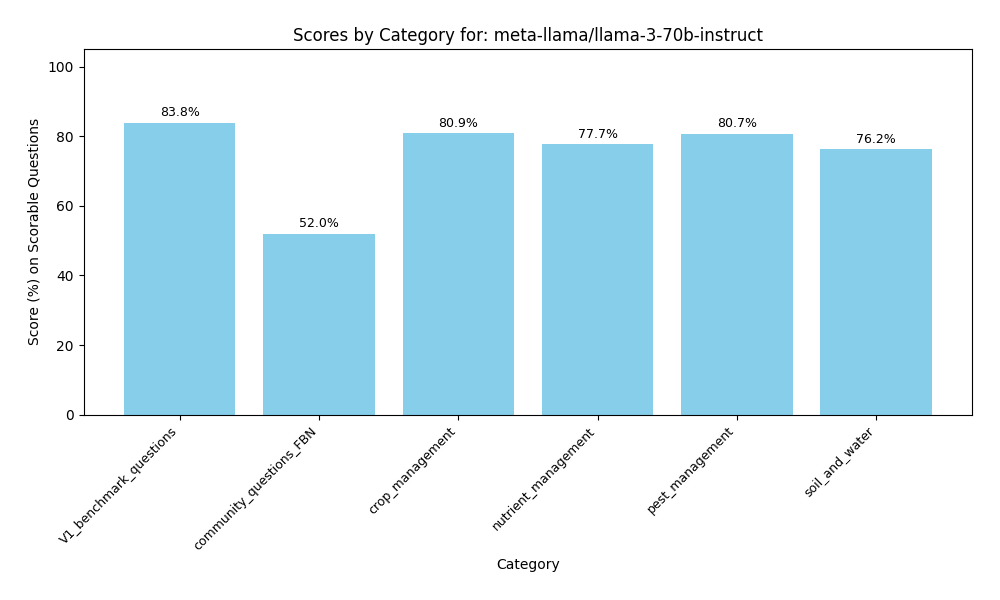 Scores by Category for: meta-llama/llama-3-70b-instruct
Score (%) on Scorable Questions
100
80
60
40
20
0
83.8%
52.0%
80.9%
77.7%
80.7%
76.2%
V1_benchmark_questions
community_questions_FBN
crop_management
nutrient_management
pest_management
soil_and_water
Category